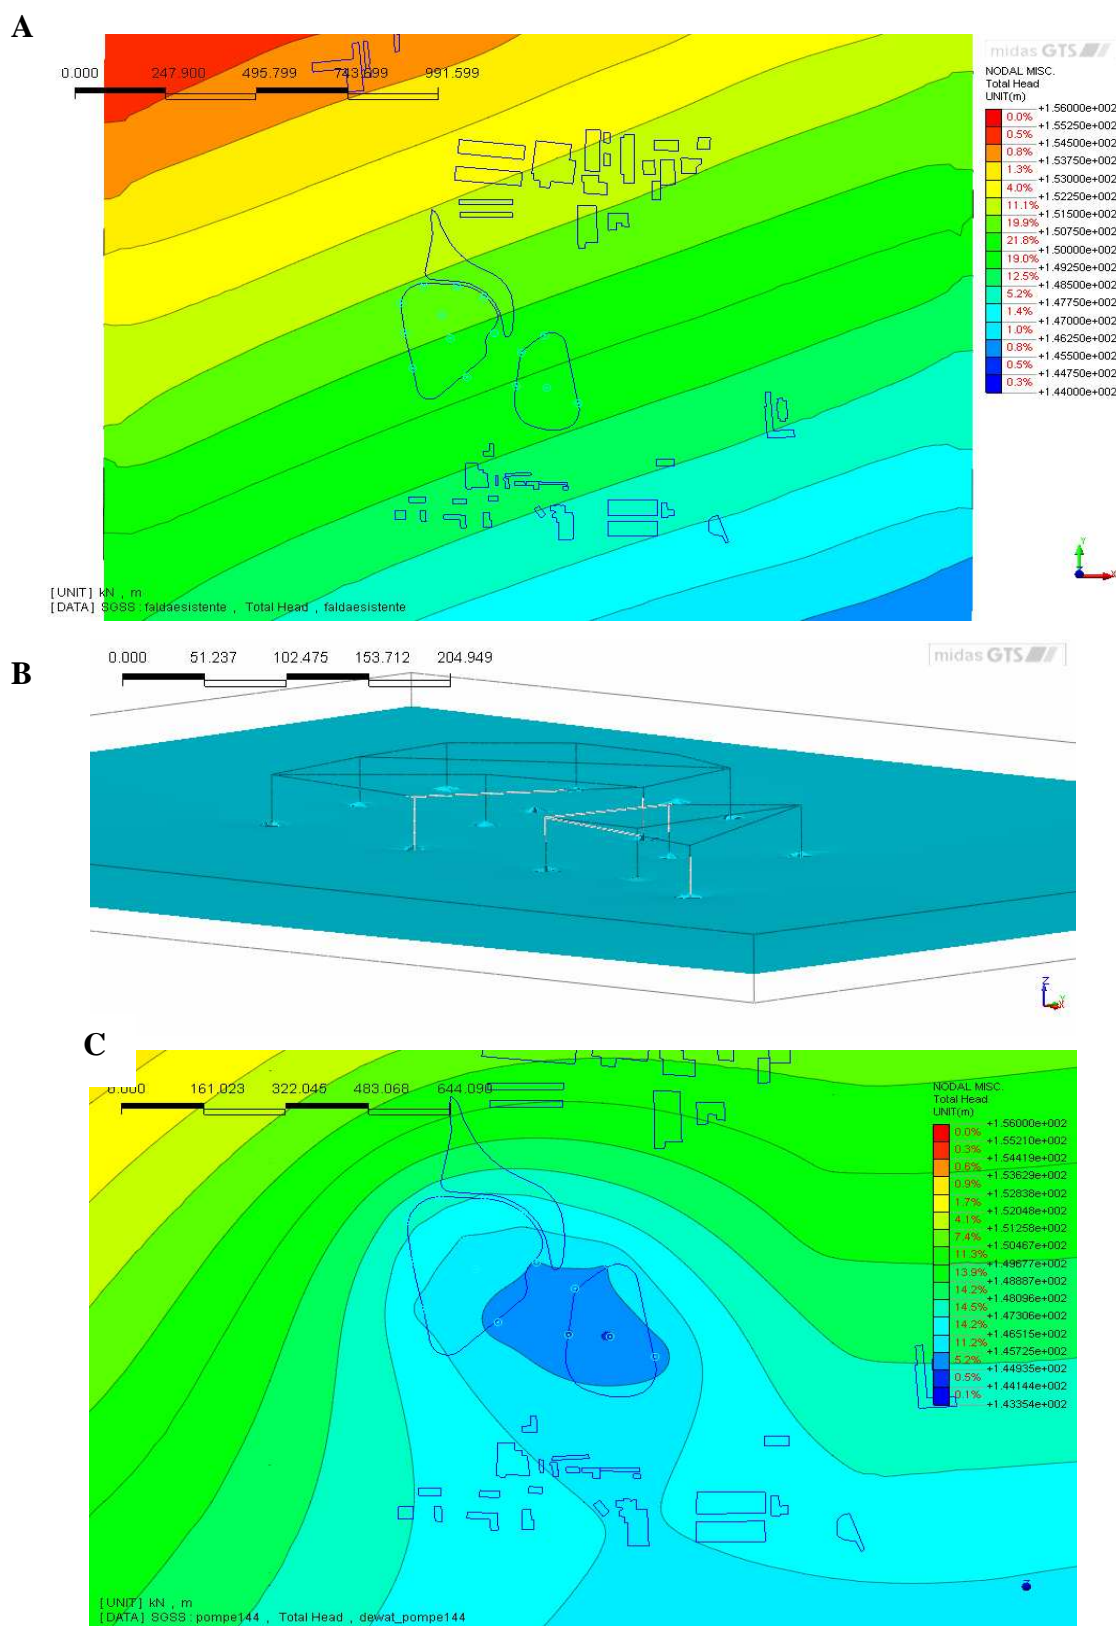 A
0.000 247.900 495.799 743.699 991.599
midas GTS
NODAL MISC.
Total Head
UNIT(m)
+1.56000e+002
0.0%
+1.55250e+002
0.5%
+1.54500e+002
0.8%
+1.53750e+002
1.3%
+1.53000e+002
4.0%
+1.52250e+002
11.1%
+1.51500e+002
19.9%
+1.50750e+002
21.8%
+1.50000e+002
19.0%
+1.49250e+002
12.5%
+1.48500e+002
5.2%
+1.47750e+002
1.4%
+1.47000e+002
1.0%
+1.46250e+002
0.8%
+1.45500e+002
0.5%
+1.44750e+002
0.3%
+1.44000e+002
Y
X
[UNIT] kN , m
[DATA] SGSS : faldaesistente , Total Head , faldaesistente
B
0.000 51.237 102.475 153.712 204.949
midas GTS
Z
Y
X
C
0.000 161.023 322.045 483.068 644.090
NODAL MISC.
Total Head
UNIT(m)
+1.56000e+002
0.0%
+1.55210e+002
0.3%
+1.54419e+002
0.6%
+1.53629e+002
0.9%
+1.52838e+002
1.7%
+1.52048e+002
4.1%
+1.51258e+002
7.4%
+1.50467e+002
11.3%
+1.49677e+002
13.9%
+1.48887e+002
14.2%
+1.48096e+002
14.5%
+1.47306e+002
14.2%
+1.46515e+002
11.2%
+1.45725e+002
5.2%
+1.44935e+002
0.5%
+1.44144e+002
0.1%
+1.43354e+002
[UNIT] kN , m
[DATA] SGSS : pompe144 , Total Head , dewat_pompe144